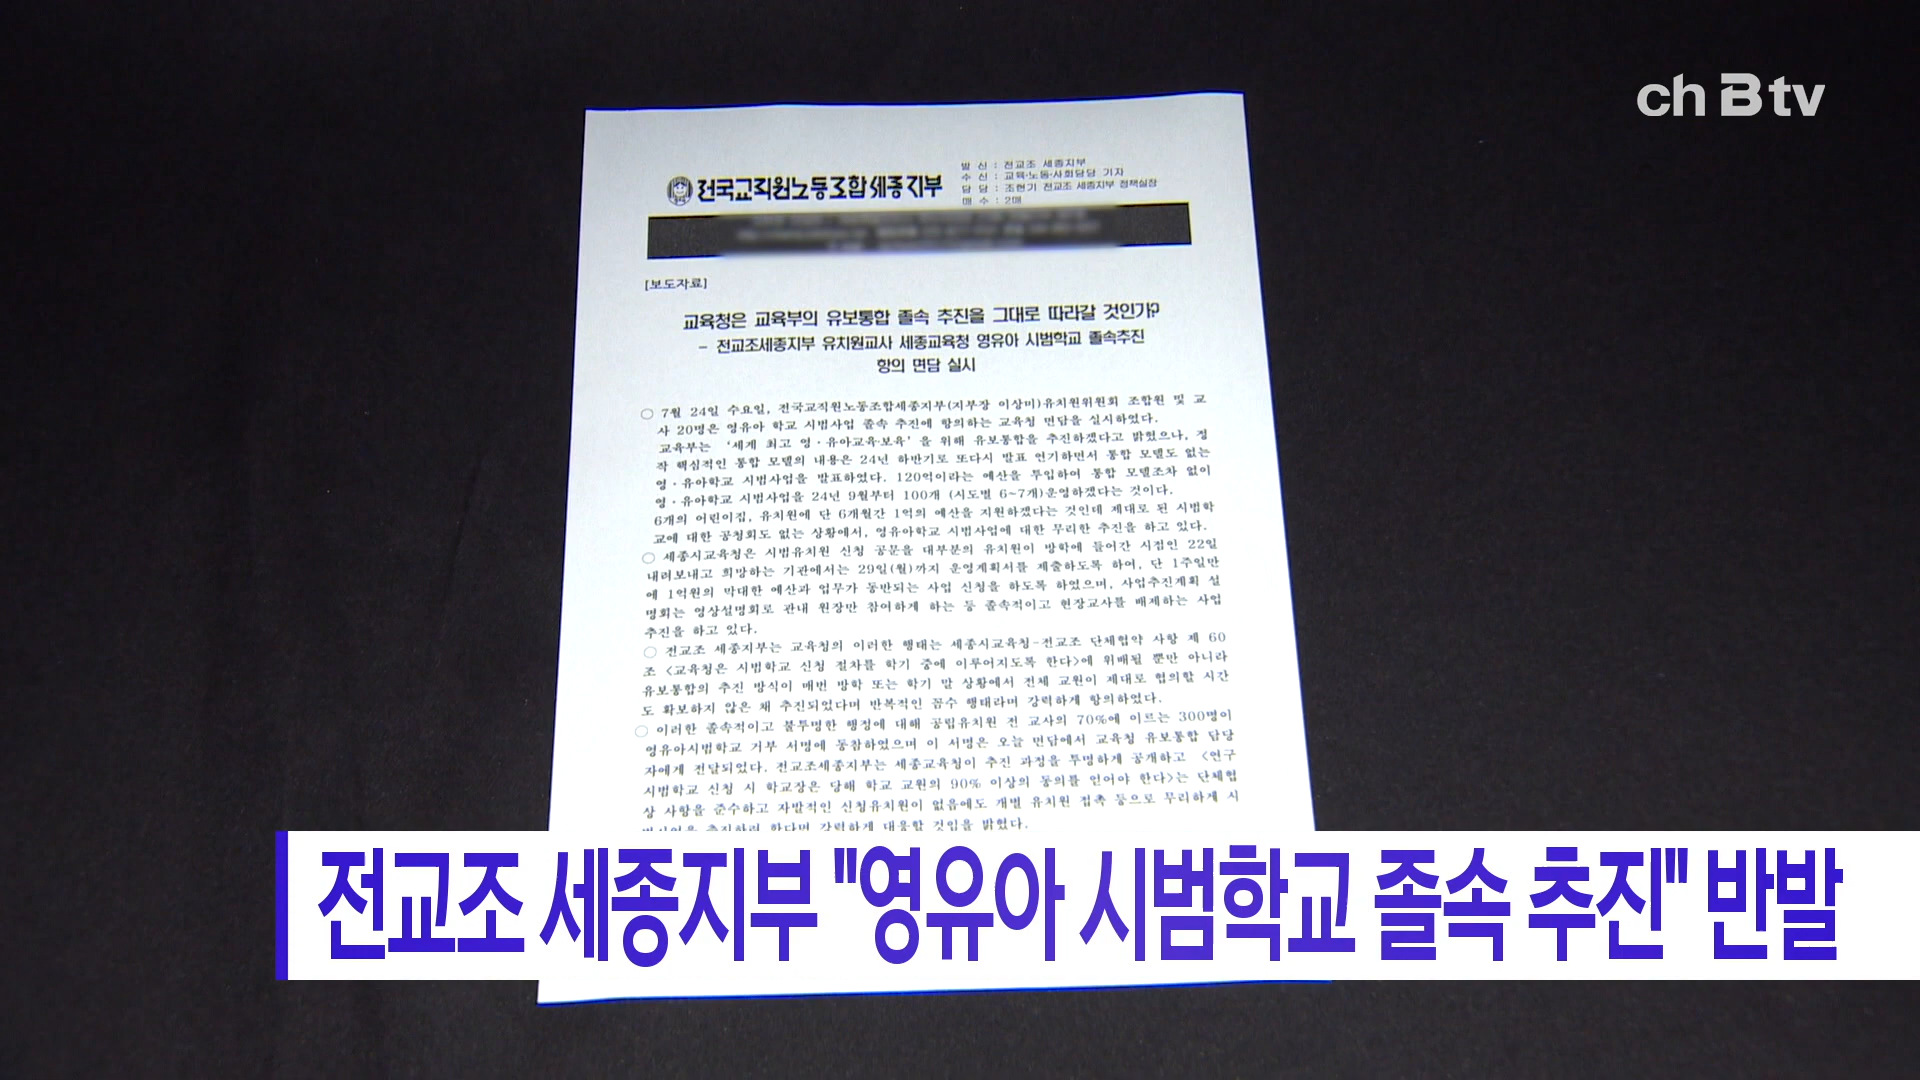 ch B tv
전국교직원노동조합세종지부
발 신 : 전교조 세종지부
수 신 : 교육·노동·사회담당 기자
담 당 : 조현기 전교조 세종지부 정책실장
매 수 : 2매
[보도자료]
교육청은 교육부의 유보통합 졸속 추진을 그대로 따라갈 것인가?
- 전교조세종지부 유치원교사 세종교육청 영유아 시범학교 졸속추진
항의 면담 실시
○ 7월 24일 수요일, 전국교직원노동조합세종지부(지부장 이상미)유치원위원회 조합원 및 교
사 20명은 영유아 학교 시범사업 졸속 추진에 항의하는 교육청 면담을 실시하였다.
교육부는 '세계 최고 영·유아교육·보육'을 위해 유보통합을 추진하겠다고 밝혔으나, 정
작 핵심적인 통합 모델의 내용은 24년 하반기로 또다시 발표 연기하면서 통합 모델도 없는
영·유아학교 시범사업을 발표하였다. 120억이라는 예산을 투입하여 통합 모델조차 없이
영·유아학교 시범사업을 24년 9월부터 100개 (시도별 6~7개)운영하겠다는 것이다.
6개의 어린이집, 유치원에 단 6개월간 1억의 예산을 지원하겠다는 것인데 제대로 된 시범학
교에 대한 공청회도 없는 상황에서, 영유아학교 시범사업에 대한 무리한 추진을 하고 있다.
○ 세종시교육청은 시범유치원 신청 공문을 대부분의 유치원이 방학에 들어간 시점인 22일
내려보내고 희망하는 기관에서는 29일(월)까지 운영계획서를 제출하도록 하여, 단 1주일만
에 1억원의 막대한 예산과 업무가 동반되는 사업 신청을 하도록 하였으며, 사업추진계획 설
명회는 영상설명회로 관내 원장만 참여하게 하는 등 졸속적이고 현장교사를 배제하는 사업
추진을 하고 있다.
○ 전교조 세종지부는 교육청의 이러한 행태는 세종시교육청-전교조 단체협약 사항 제 60
조 <교육청은 시범학교 신청 절차를 학기 중에 이루어지도록 한다>에 위배될 뿐만 아니라
유보통합의 추진 방식이 매번 방학 또는 학기 말 상황에서 전체 교원이 제대로 협의할 시간
도 확보하지 않은 채 추진되었다며 반복적인 꼼수 행태라며 강력하게 항의하였다.
○ 이러한 졸속적이고 불투명한 행정에 대해 공립유치원 전 교사의 70%에 이르는 300명이
영유아시범학교 거부 서명에 동참하였으며 이 서명은 오늘 면담에서 교육청 유보통합 담당
자에게 전달되었다. 전교조세종지부는 세종교육청이 추진 과정을 투명하게 공개하고 <연구
시범학교 신청 시 학교장은 당해 학교 교원의 90% 이상의 동의를 얻어야 한다>는 단체협
상 사항을 준수하고 자발적인 신청유치원이 없음에도 개별 유치원 접촉 등으로 무리하게 시
범사업을 추진하려 한다면 강력하게 대응할 것임을 밝혔다.
전교조 세종지부 "영유아 시범학교 졸속 추진" 반발